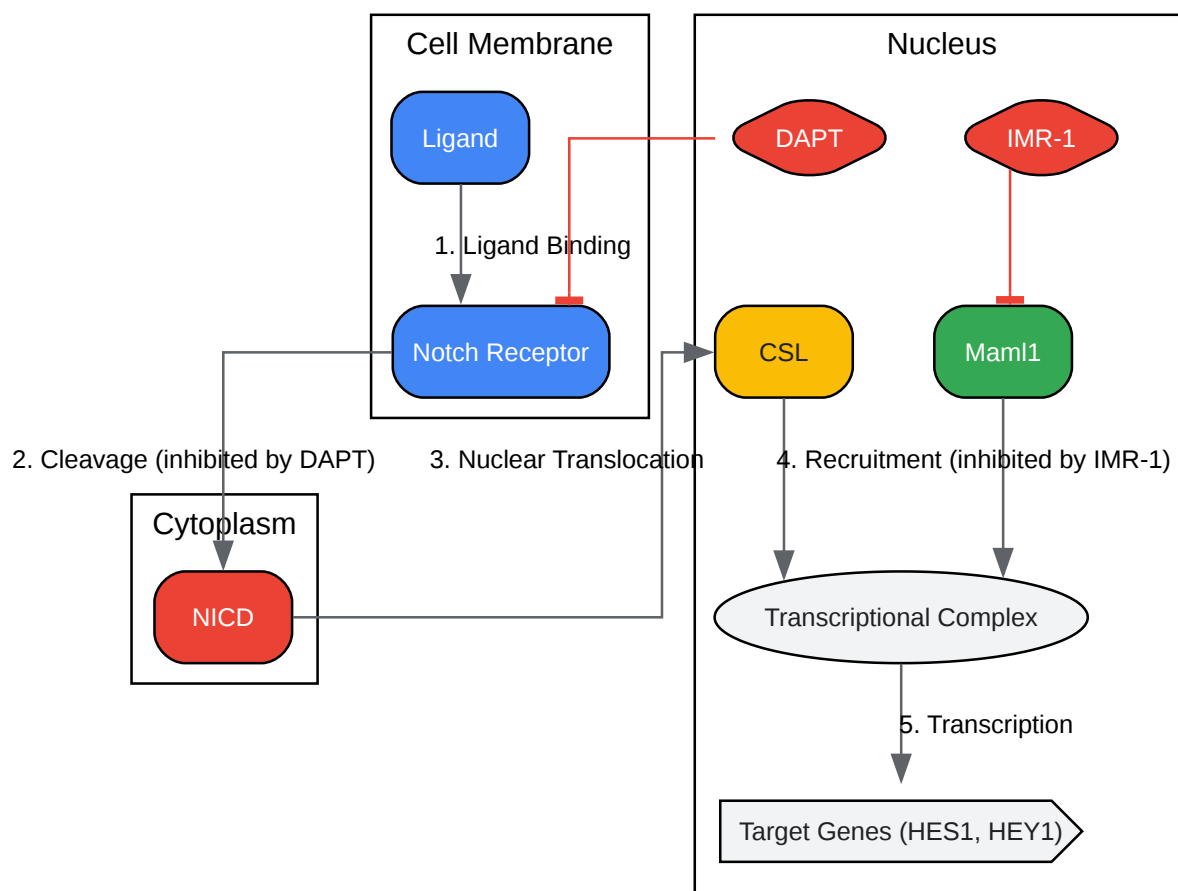 Cell Membrane
Nucleus
Ligand
DAPT
IMR-1
1. Ligand Binding
Notch Receptor
CSL
Maml1
2. Cleavage (inhibited by DAPT)
3. Nuclear Translocation
4. Recruitment (inhibited by IMR-1)
Cytoplasm
NICD
Transcriptional Complex
5. Transcription
Target Genes (HES1, HEY1)